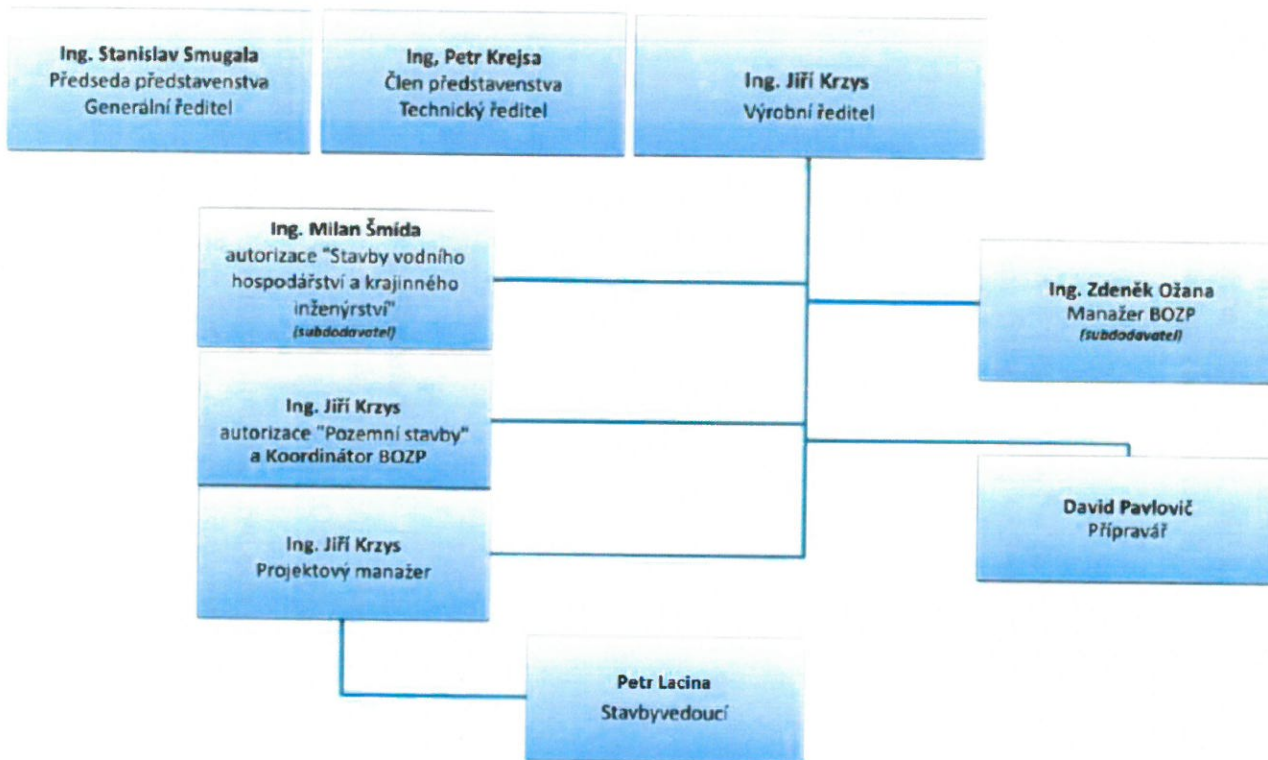 Ing. Stanislav Smugala
Předseda představenstva
Generální ředitel
Ing, Petr Krejsa
Člen představenstva
Technický ředitel
Ing. Jiří Krzys
Výrobní ředitel
Ing. Milan Šmída
autorizace "Stavby vodního
hospodářství a krajinného
inženýrství"
(subdodavatel)
Ing. Zdeněk Ožana
Manažer BOZP
(subdodavatel)
Ing. Jiří Krzys
autorizace "Pozemní stavby"
a Koordinátor BOZP
David Pavlovič
Přípravář
Ing. Jiří Krzys
Projektový manažer
Petr Lacina
Stavbyvedoucí